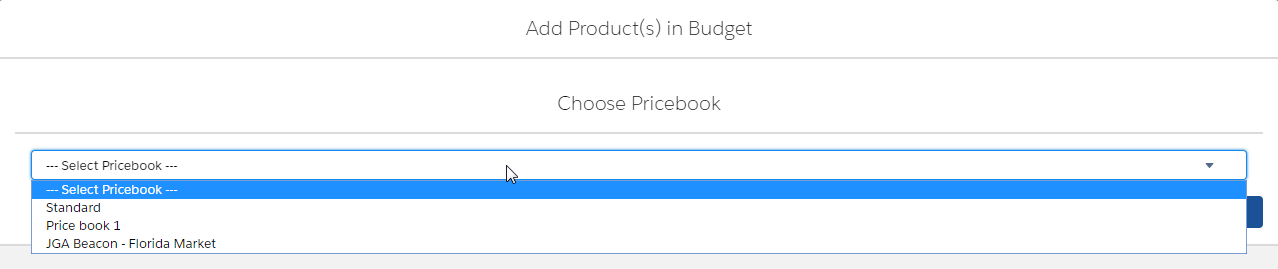 Add Product(s) in Budget
Choose Pricebook
--- Select Pricebook ---
--- Select Pricebook ---
Standard
Price book 1
JGA Beacon - Florida Market